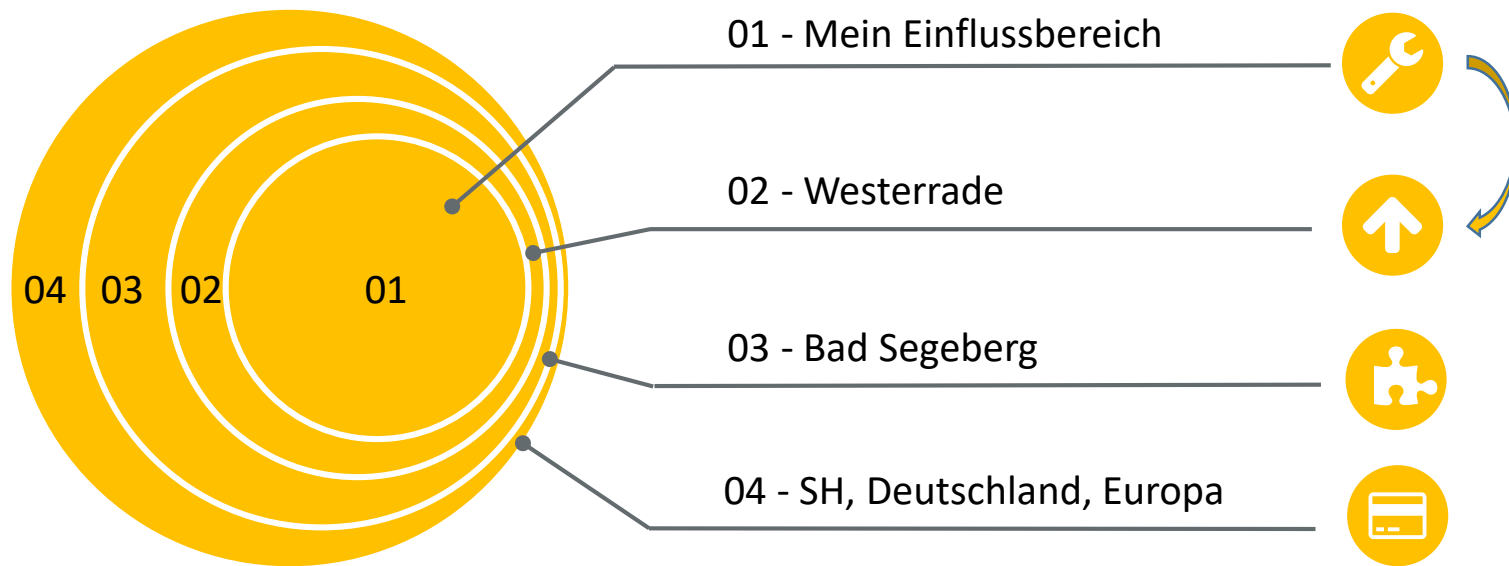 01 - Mein Einflussbereich
02 - Westerrade
04 03 02 01
03 - Bad Segeberg
04 - SH, Deutschland, Europa